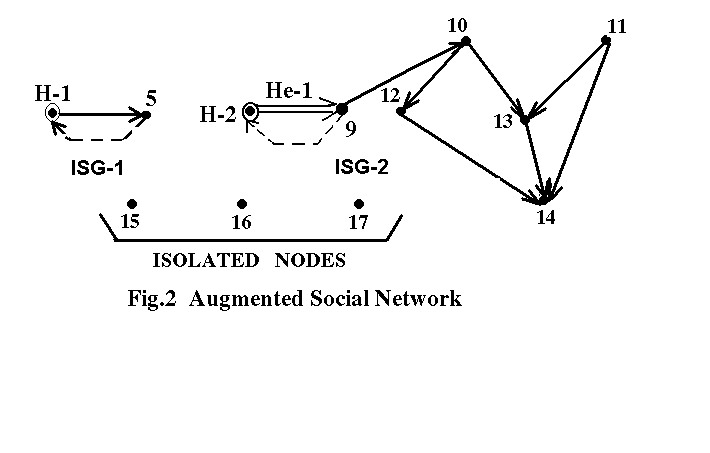 10
11
H-1
5
He-1
12
H-2
9
13
ISG-1
ISG-2
14
15
16
17
ISOLATED NODES
Fig.2 Augmented Social Network